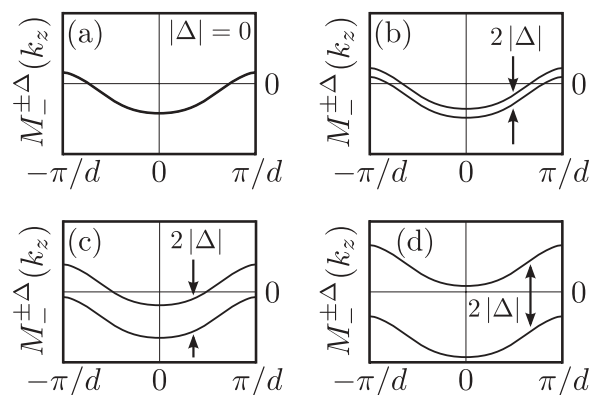 (a) |Δ| = 0
M_-^{±Δ}(k_z)
0
-π/d 0 π/d
(b) 2|Δ|
M_-^{±Δ}(k_z)
0
-π/d 0 π/d
(c) 2|Δ|
M_-^{±Δ}(k_z)
0
-π/d 0 π/d
(d)
2|Δ|
M_-^{±Δ}(k_z)
0
-π/d 0 π/d